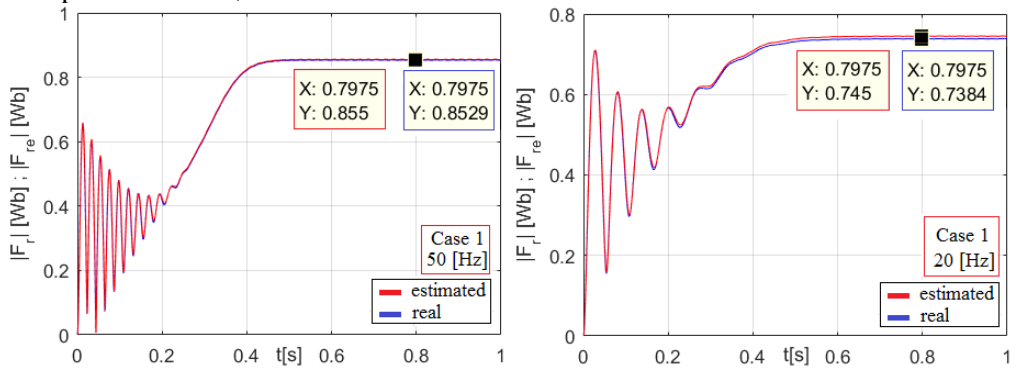 1
0.8
0.6
0.4
0.2
0
|F_r| [Wb] ; |F_re| [Wb]
X: 0.7975
Y: 0.855
X: 0.7975
Y: 0.8529
Case 1
50 [Hz]
estimated
real
0
0.2
0.4
0.6
0.8
1
t[s]
0.8
0.6
0.4
0.2
0
|F_r| [Wb] ; |F_re| [Wb]
X: 0.7975
Y: 0.745
X: 0.7975
Y: 0.7384
Case 1
20 [Hz]
estimated
real
0
0.2
0.4
0.6
0.8
1
t[s]